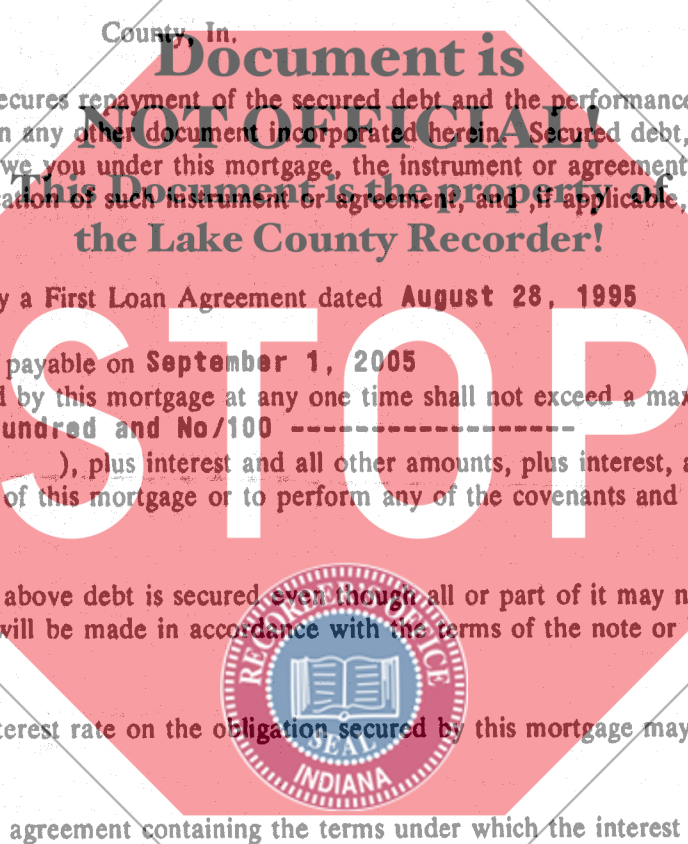 County, In.
Document is
ecures repayment of the secured debt and the performance
NOT OFFICIAL!
n any other document incorporated herein. Secured debt,
we you under this mortgage, the instrument or agreement
This Document is the property of
cation of such instrument or agreement, and ,if applicable,
the Lake County Recorder!
y a First Loan Agreement dated August 28, 1995
STOP
payable on September 1, 2005
d by this mortgage at any one time shall not exceed a max
undred and No/100 -------------------
), plus interest and all other amounts, plus interest, a
of this mortgage or to perform any of the covenants and
above debt is secured even though all or part of it may n
will be made in accordance with the terms of the note or
RECORDER'S OFFICE
terest rate on the obligation secured by this mortgage may
SEAL
INDIANA
agreement containing the terms under which the interest